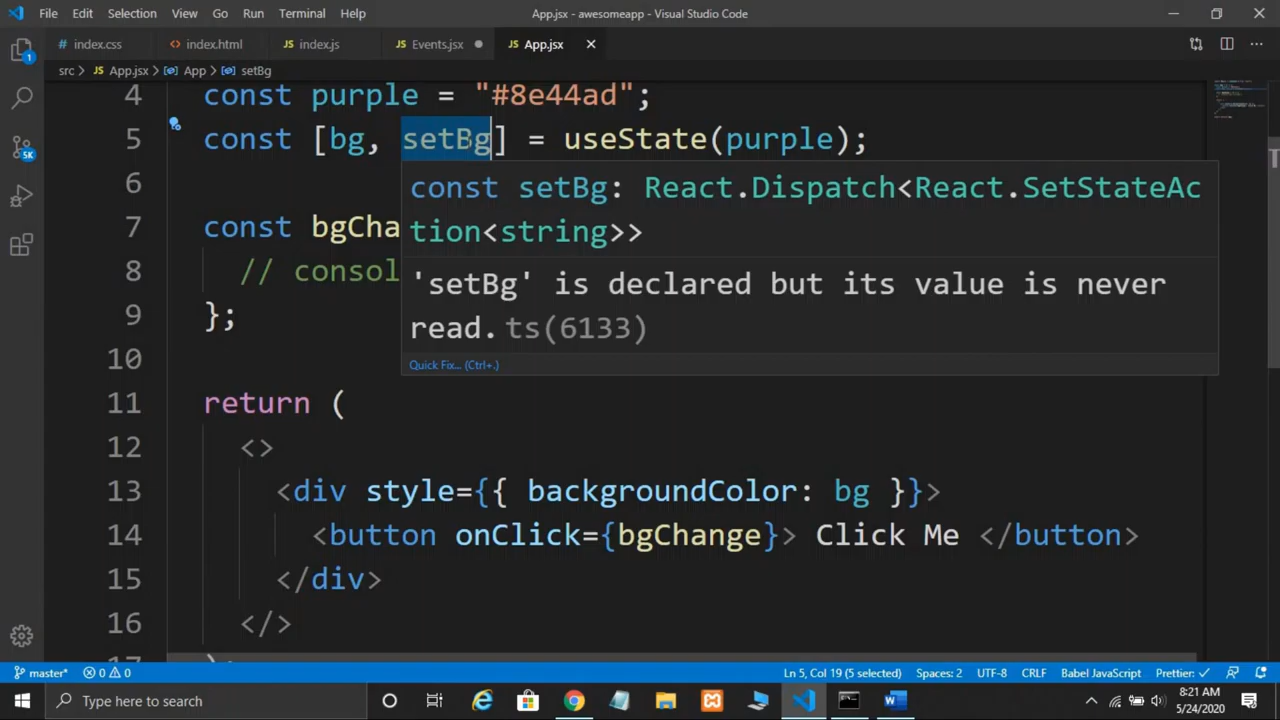 File Edit Selection View Go Run Terminal Help App.jsx - awesomeapp - Visual Studio Code
index.css index.html JS index.js JS Events.jsx JS App.jsx
src > JS App.jsx > App > setBg
1
5K
4 const purple = "#8e44ad";
5 const [bg, setBg] = useState(purple);
const setBg: React.Dispatch<React.SetStateAc
6
tion<string>>
7 const bgCha
8 // consol
'setBg' is declared but its value is never
9 };
read. ts(6133)
10
Quick Fix... (Ctrl+.)
11 return (
12 <>
13 <div style={{ backgroundColor: bg }}>
14 <button onClick={bgChange}> Click Me </button>
15 </div>
16 </>
master* 0 0 Ln 5, Col 19 (5 selected) Spaces: 2 UTF-8 CRLF Babel JavaScript Prettier: ✓
Type here to search
8:21 AM
5/24/2020